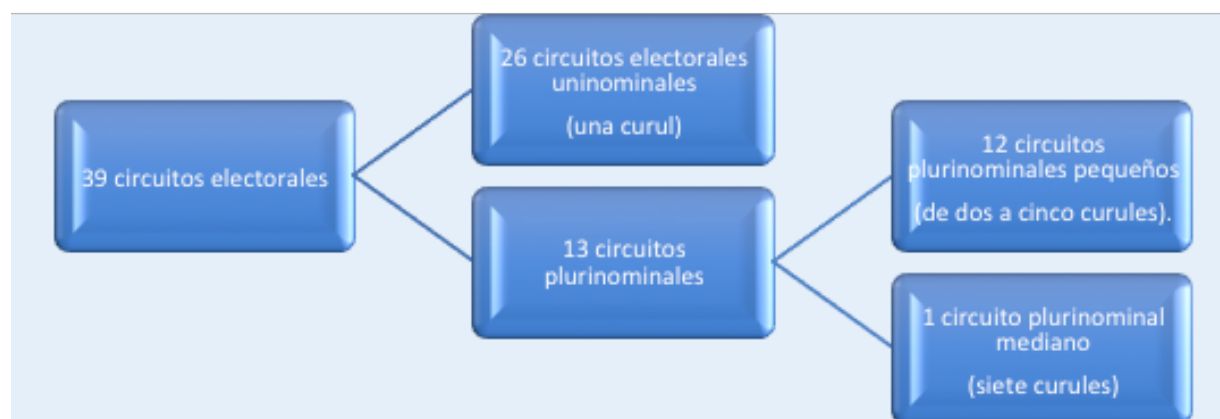 39 circuitos electorales
26 circuitos electorales
uninominales
(una curul)
13 circuitos
plurinominales
12 circuitos
plurinominales pequeños
(de dos a cinco curules).
1 circuito plurinominal
mediano
(siete curules)